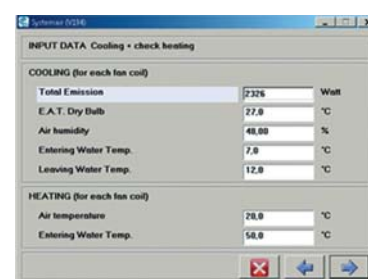 Systemair (V134)
INPUT DATA Cooling + check heating
COOLING (for each fan coil)
Total Emission 2326 Watt
E.A.T. Dry Bulb 27,0 °C
Air humidity 48,00 %
Entering Water Temp. 7,0 °C
Leaving Water Temp. 12,0 °C
HEATING (for each fan coil)
Air temperature 20,0 °C
Entering Water Temp. 50,0 °C